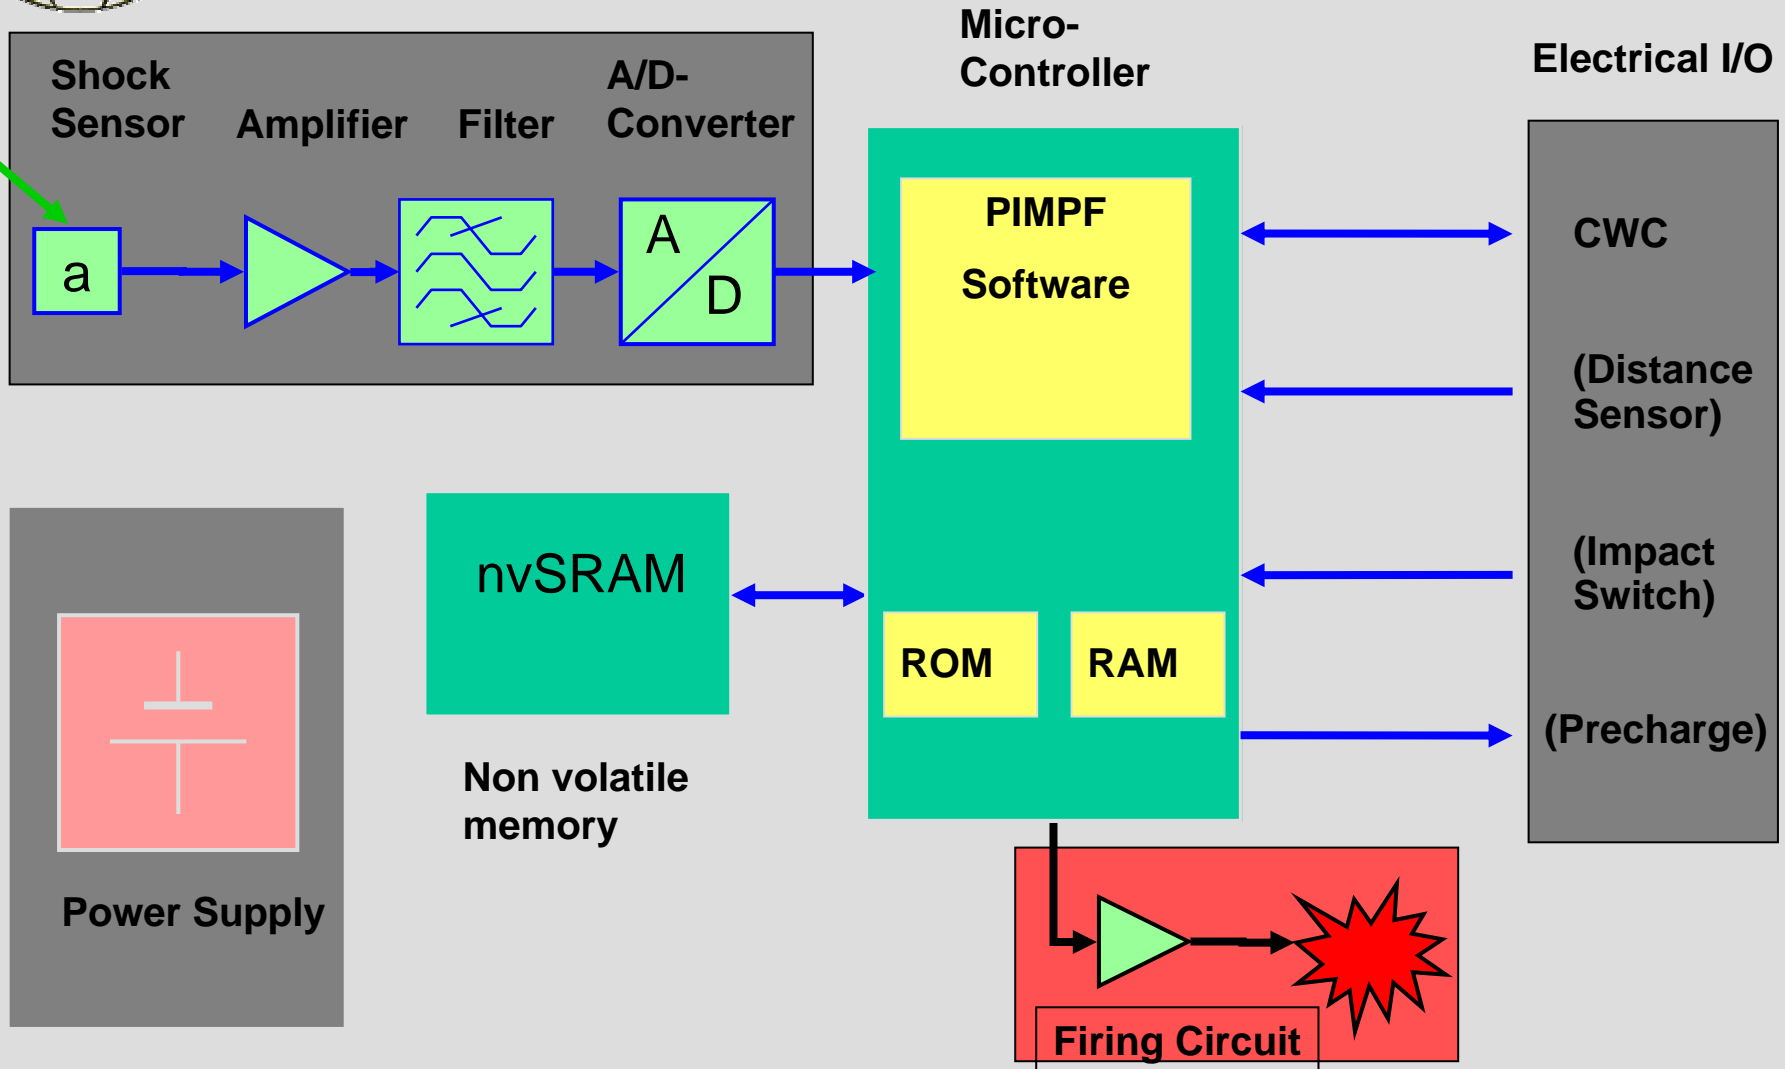 Micro-
Controller
Electrical I/O
Shock
Sensor
Amplifier
Filter
A/D-
Converter
a
A
D
PIMPF
Software
CWC
(Distance
Sensor)
(Impact
Switch)
(Precharge)
nvSRAM
ROM
RAM
Non volatile
memory
Power Supply
Firing Circuit